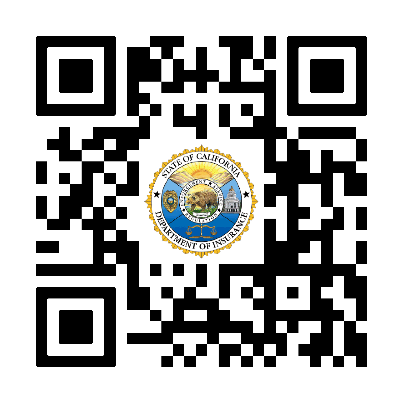 STATE OF CALIFORNIA
DEPARTMENT OF INSURANCE